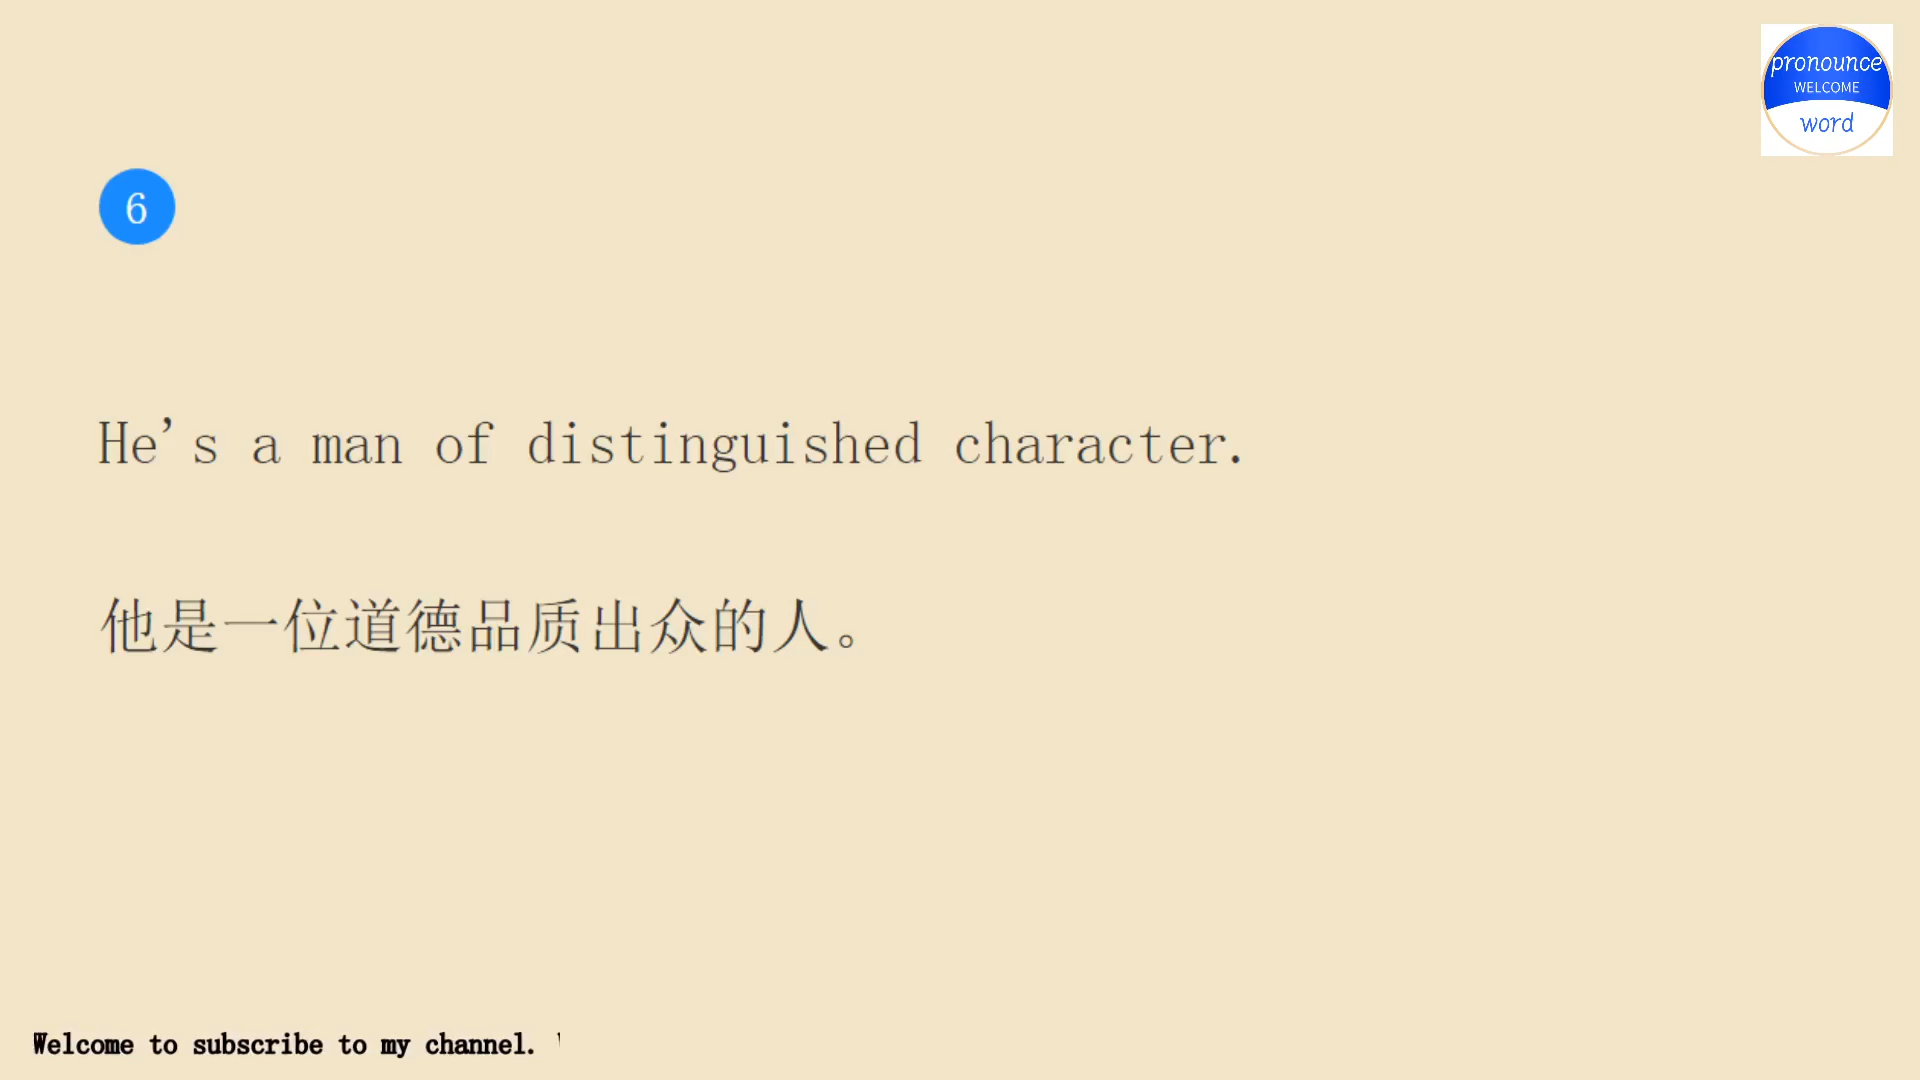 pronounce
WELCOME
word
6
He's a man of distinguished character.
他是一位道德品质出众的人。
Welcome to subscribe to my channel.